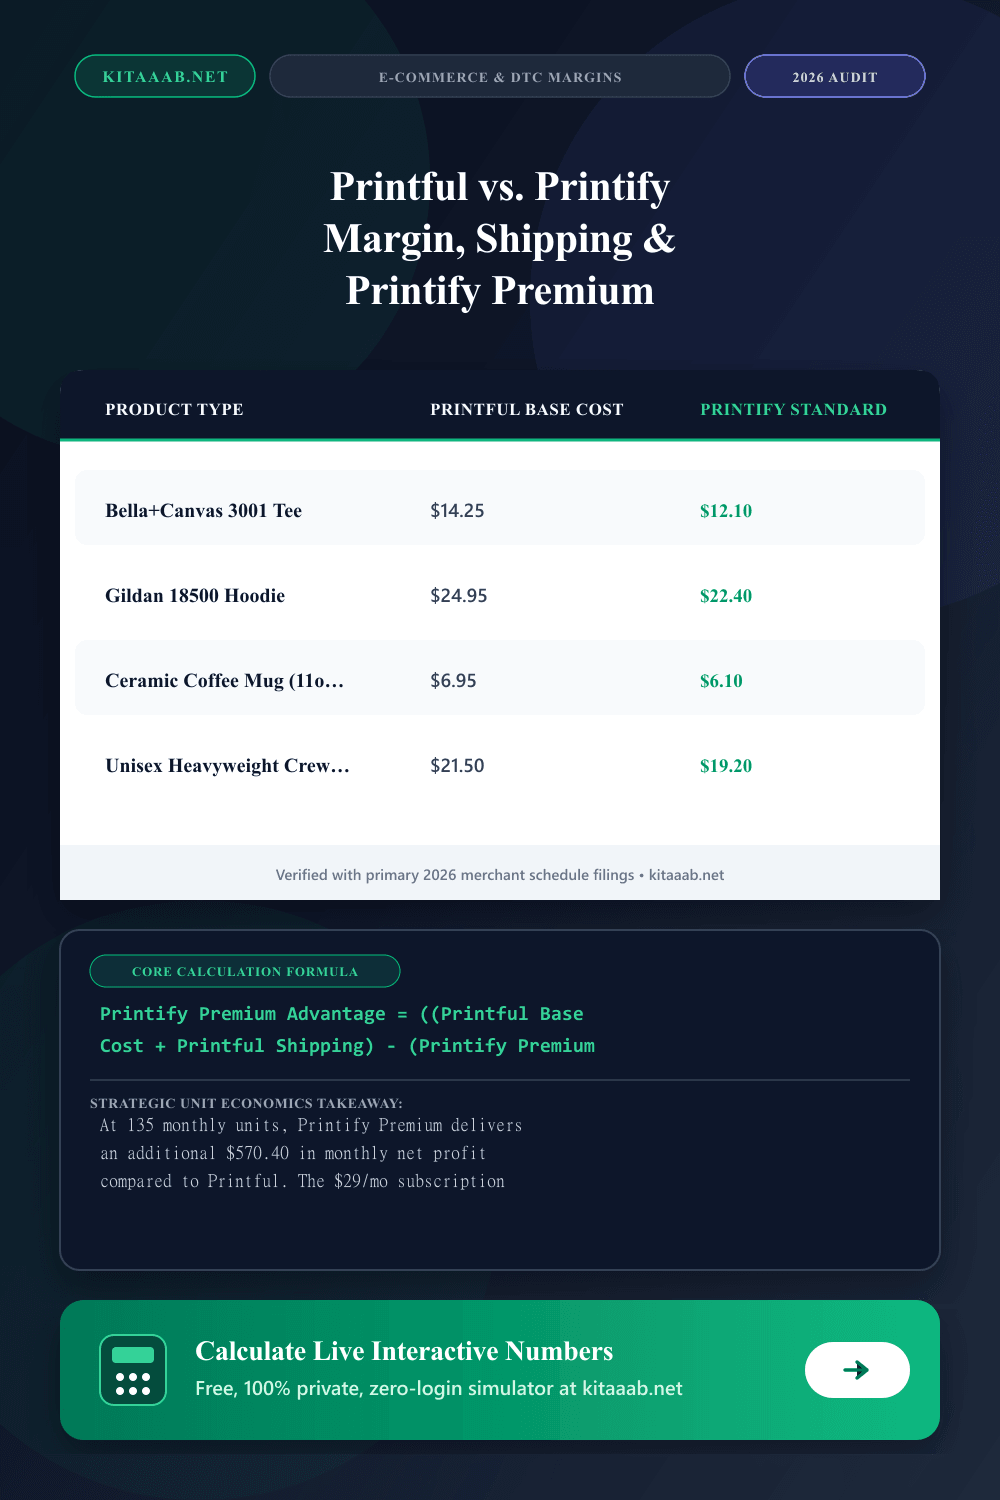 KITAAAB.NET
E-COMMERCE & DTC MARGINS
2026 AUDIT
Printful vs. Printify
Margin, Shipping &
Printify Premium
PRODUCT TYPE PRINTFUL BASE COST PRINTIFY STANDARD
Bella+Canvas 3001 Tee $14.25 $12.10
Gildan 18500 Hoodie $24.95 $22.40
Ceramic Coffee Mug (11o... $6.95 $6.10
Unisex Heavyweight Crew... $21.50 $19.20
Verified with primary 2026 merchant schedule filings • kitaaab.net
CORE CALCULATION FORMULA
Printify Premium Advantage = ((Printful Base
Cost + Printful Shipping) - (Printify Premium
STRATEGIC UNIT ECONOMICS TAKEAWAY:
At 135 monthly units, Printify Premium delivers
an additional $570.40 in monthly net profit
compared to Printful. The $29/mo subscription
Calculate Live Interactive Numbers
Free, 100% private, zero-login simulator at kitaaab.net